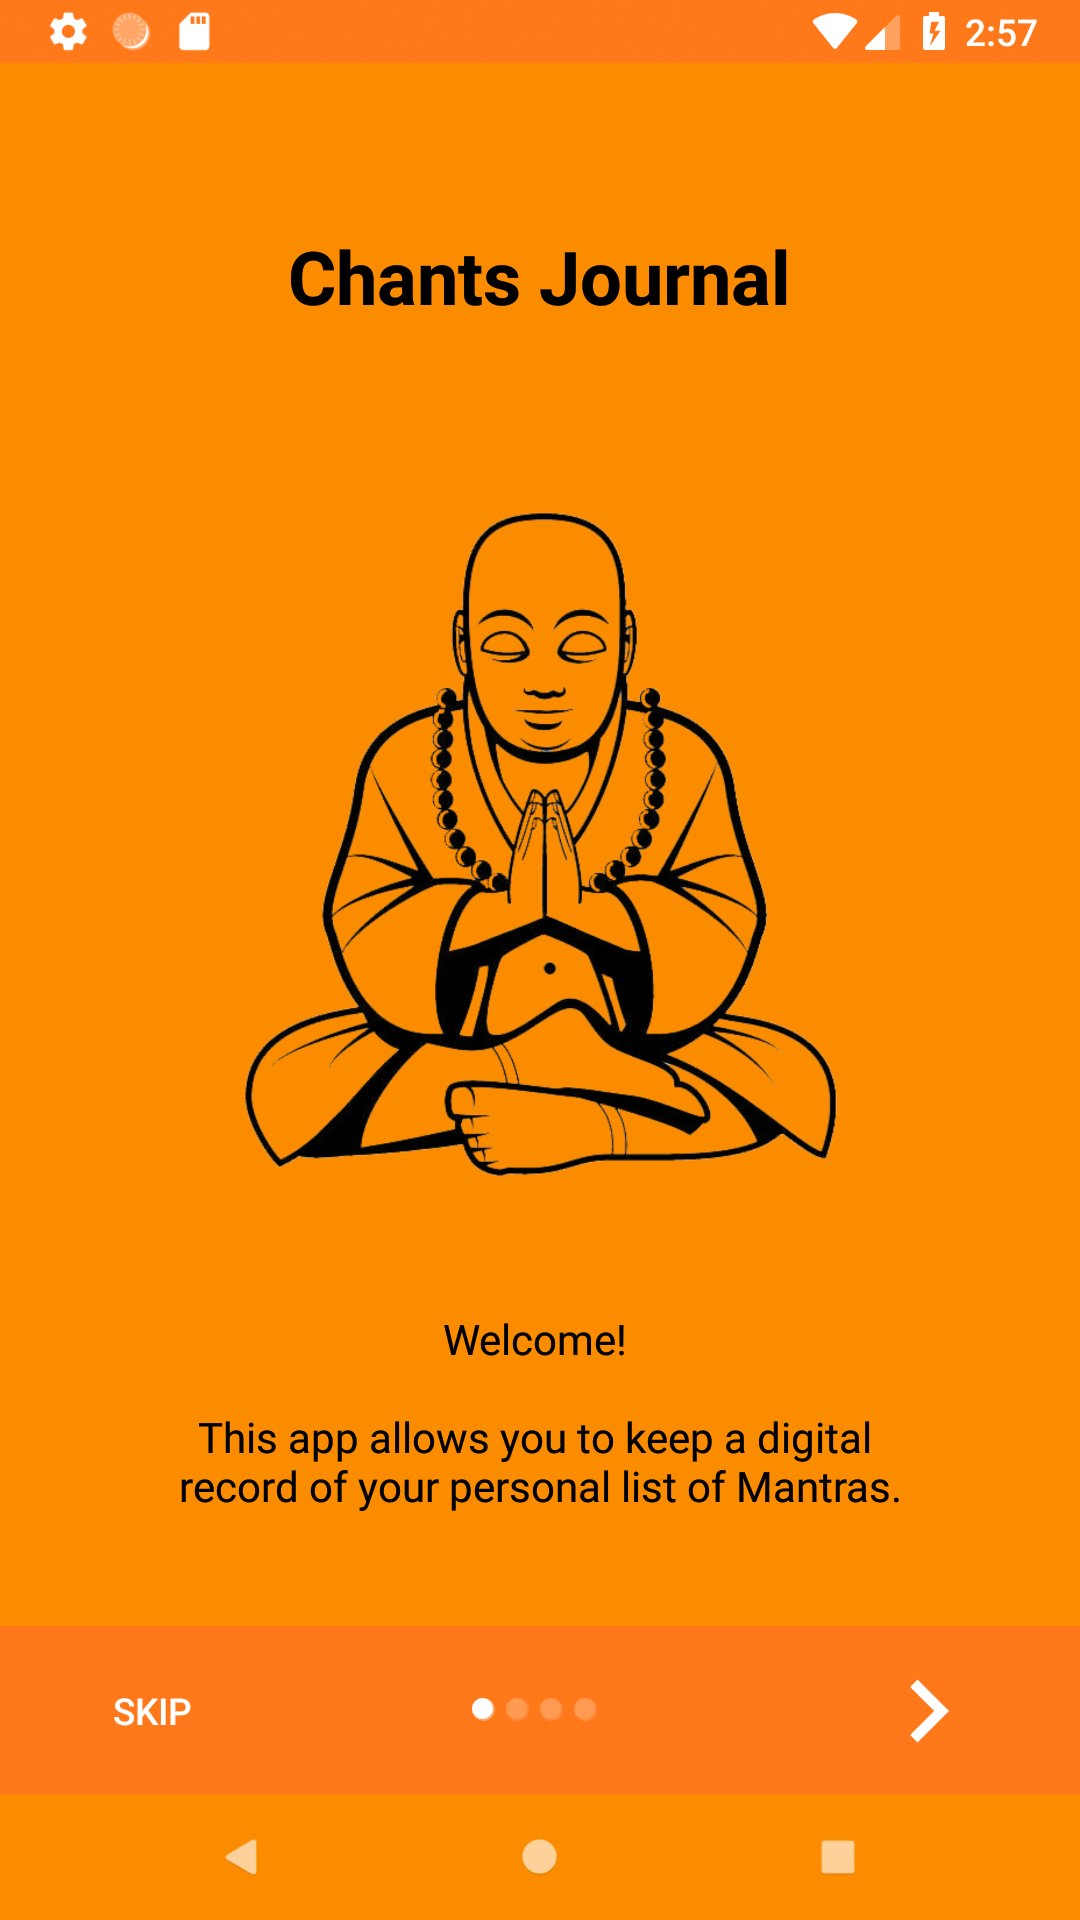 2:57
Chants Journal
Welcome!
This app allows you to keep a digital
record of your personal list of Mantras.
SKIP